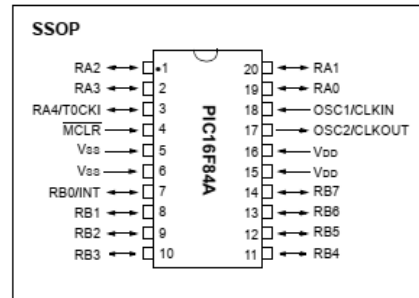 SSOP
RA2 •1 20 RA1
RA3 2 19 RA0
RA4/T0CKI 3 18 OSC1/CLKIN
MCLR 4 17 OSC2/CLKOUT
VSS 5 16 VDD
VSS 6 15 VDD
RB0/INT 7 14 RB7
RB1 8 13 RB6
RB2 9 12 RB5
RB3 10 11 RB4
PIC16F84A